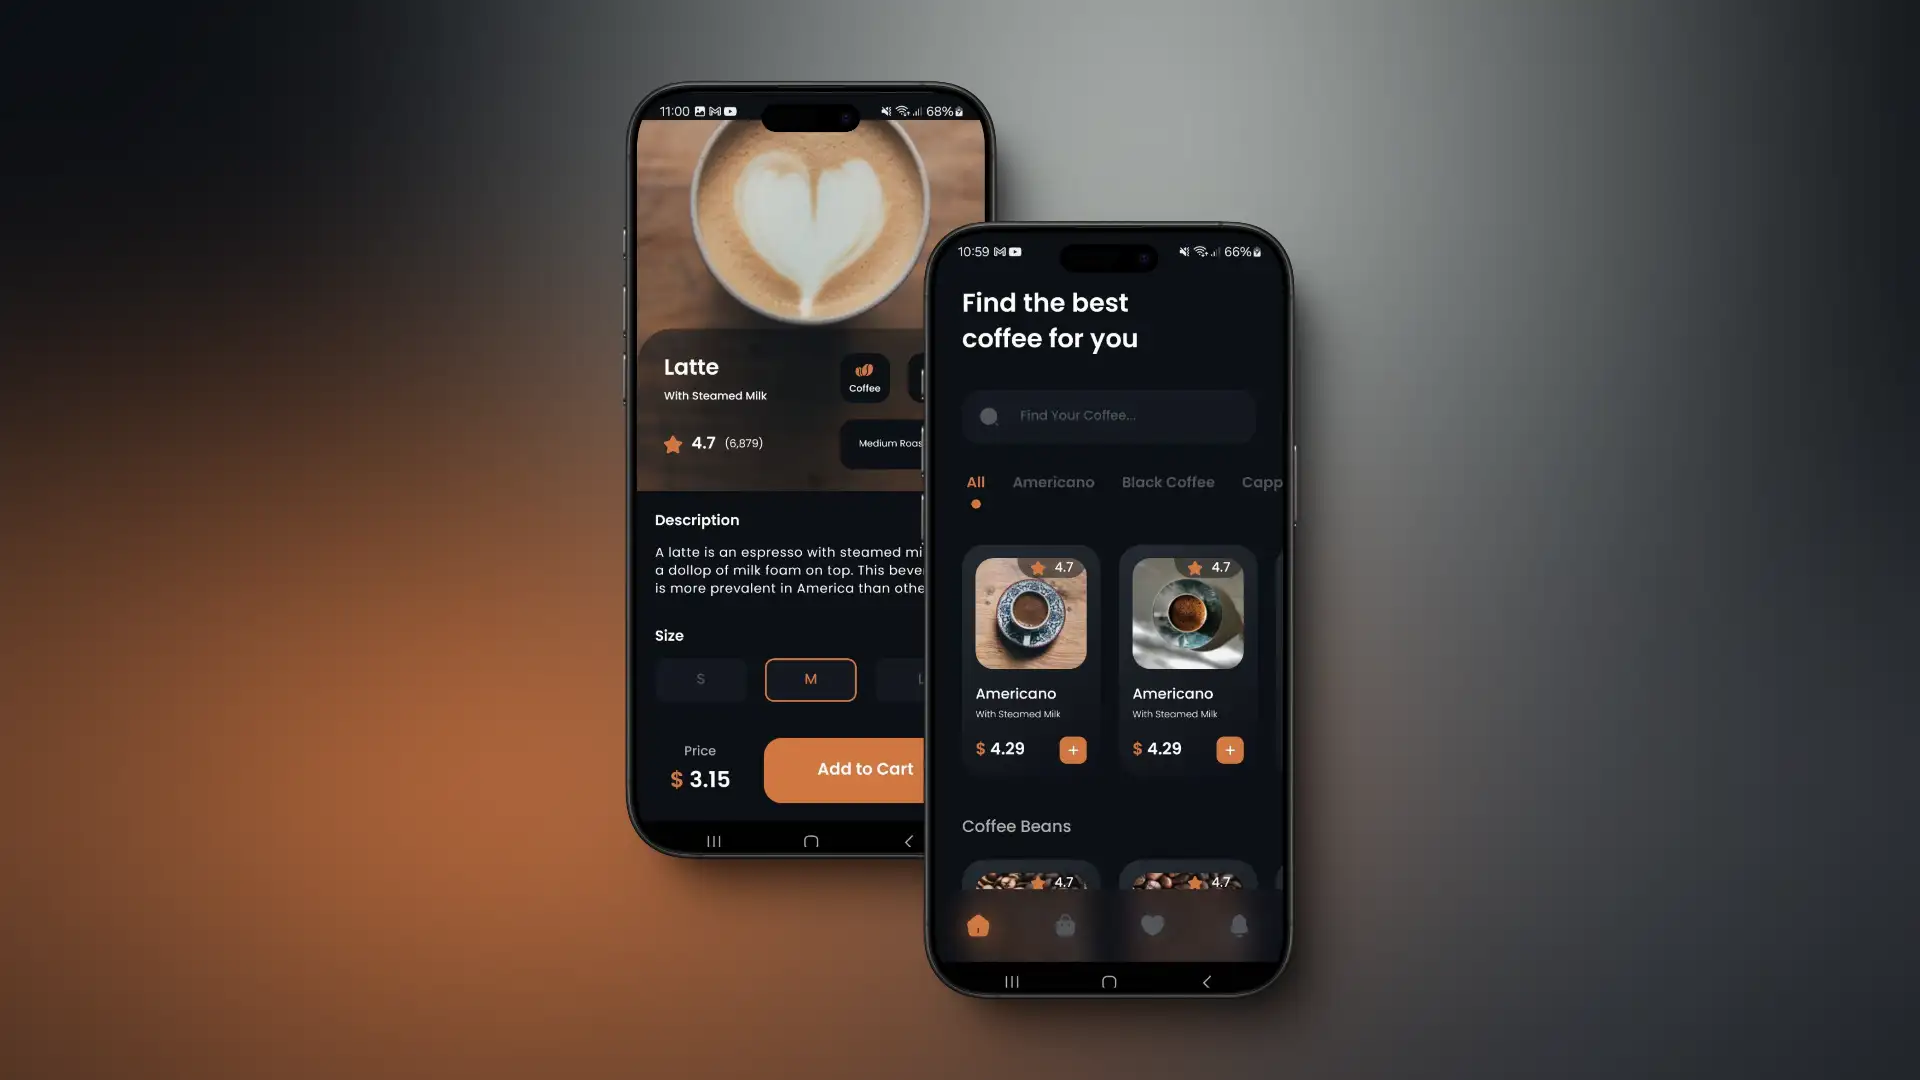 11:00
68%
Latte
With Steamed Milk
Coffee
4.7 (6,879)
Medium Roas
Description
A latte is an espresso with steamed mi
a dollop of milk foam on top. This beve
is more prevalent in America than othe
Size
S M L
Price
$ 3.15
Add to Cart
10:59
66%
Find the best
coffee for you
Find Your Coffee...
All Americano Black Coffee Capp
4.7 4.7
Americano Americano
With Steamed Milk With Steamed Milk
$ 4.29 + $ 4.29 +
Coffee Beans
4.7 4.7